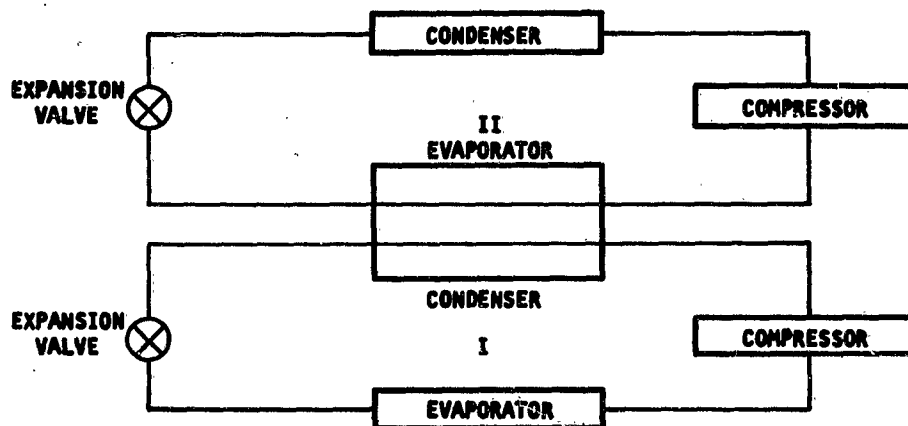 CONDENSER
EXPANSION
VALVE
COMPRESSOR
II
EVAPORATOR
CONDENSER
EXPANSION
VALVE
COMPRESSOR
I
EVAPORATOR